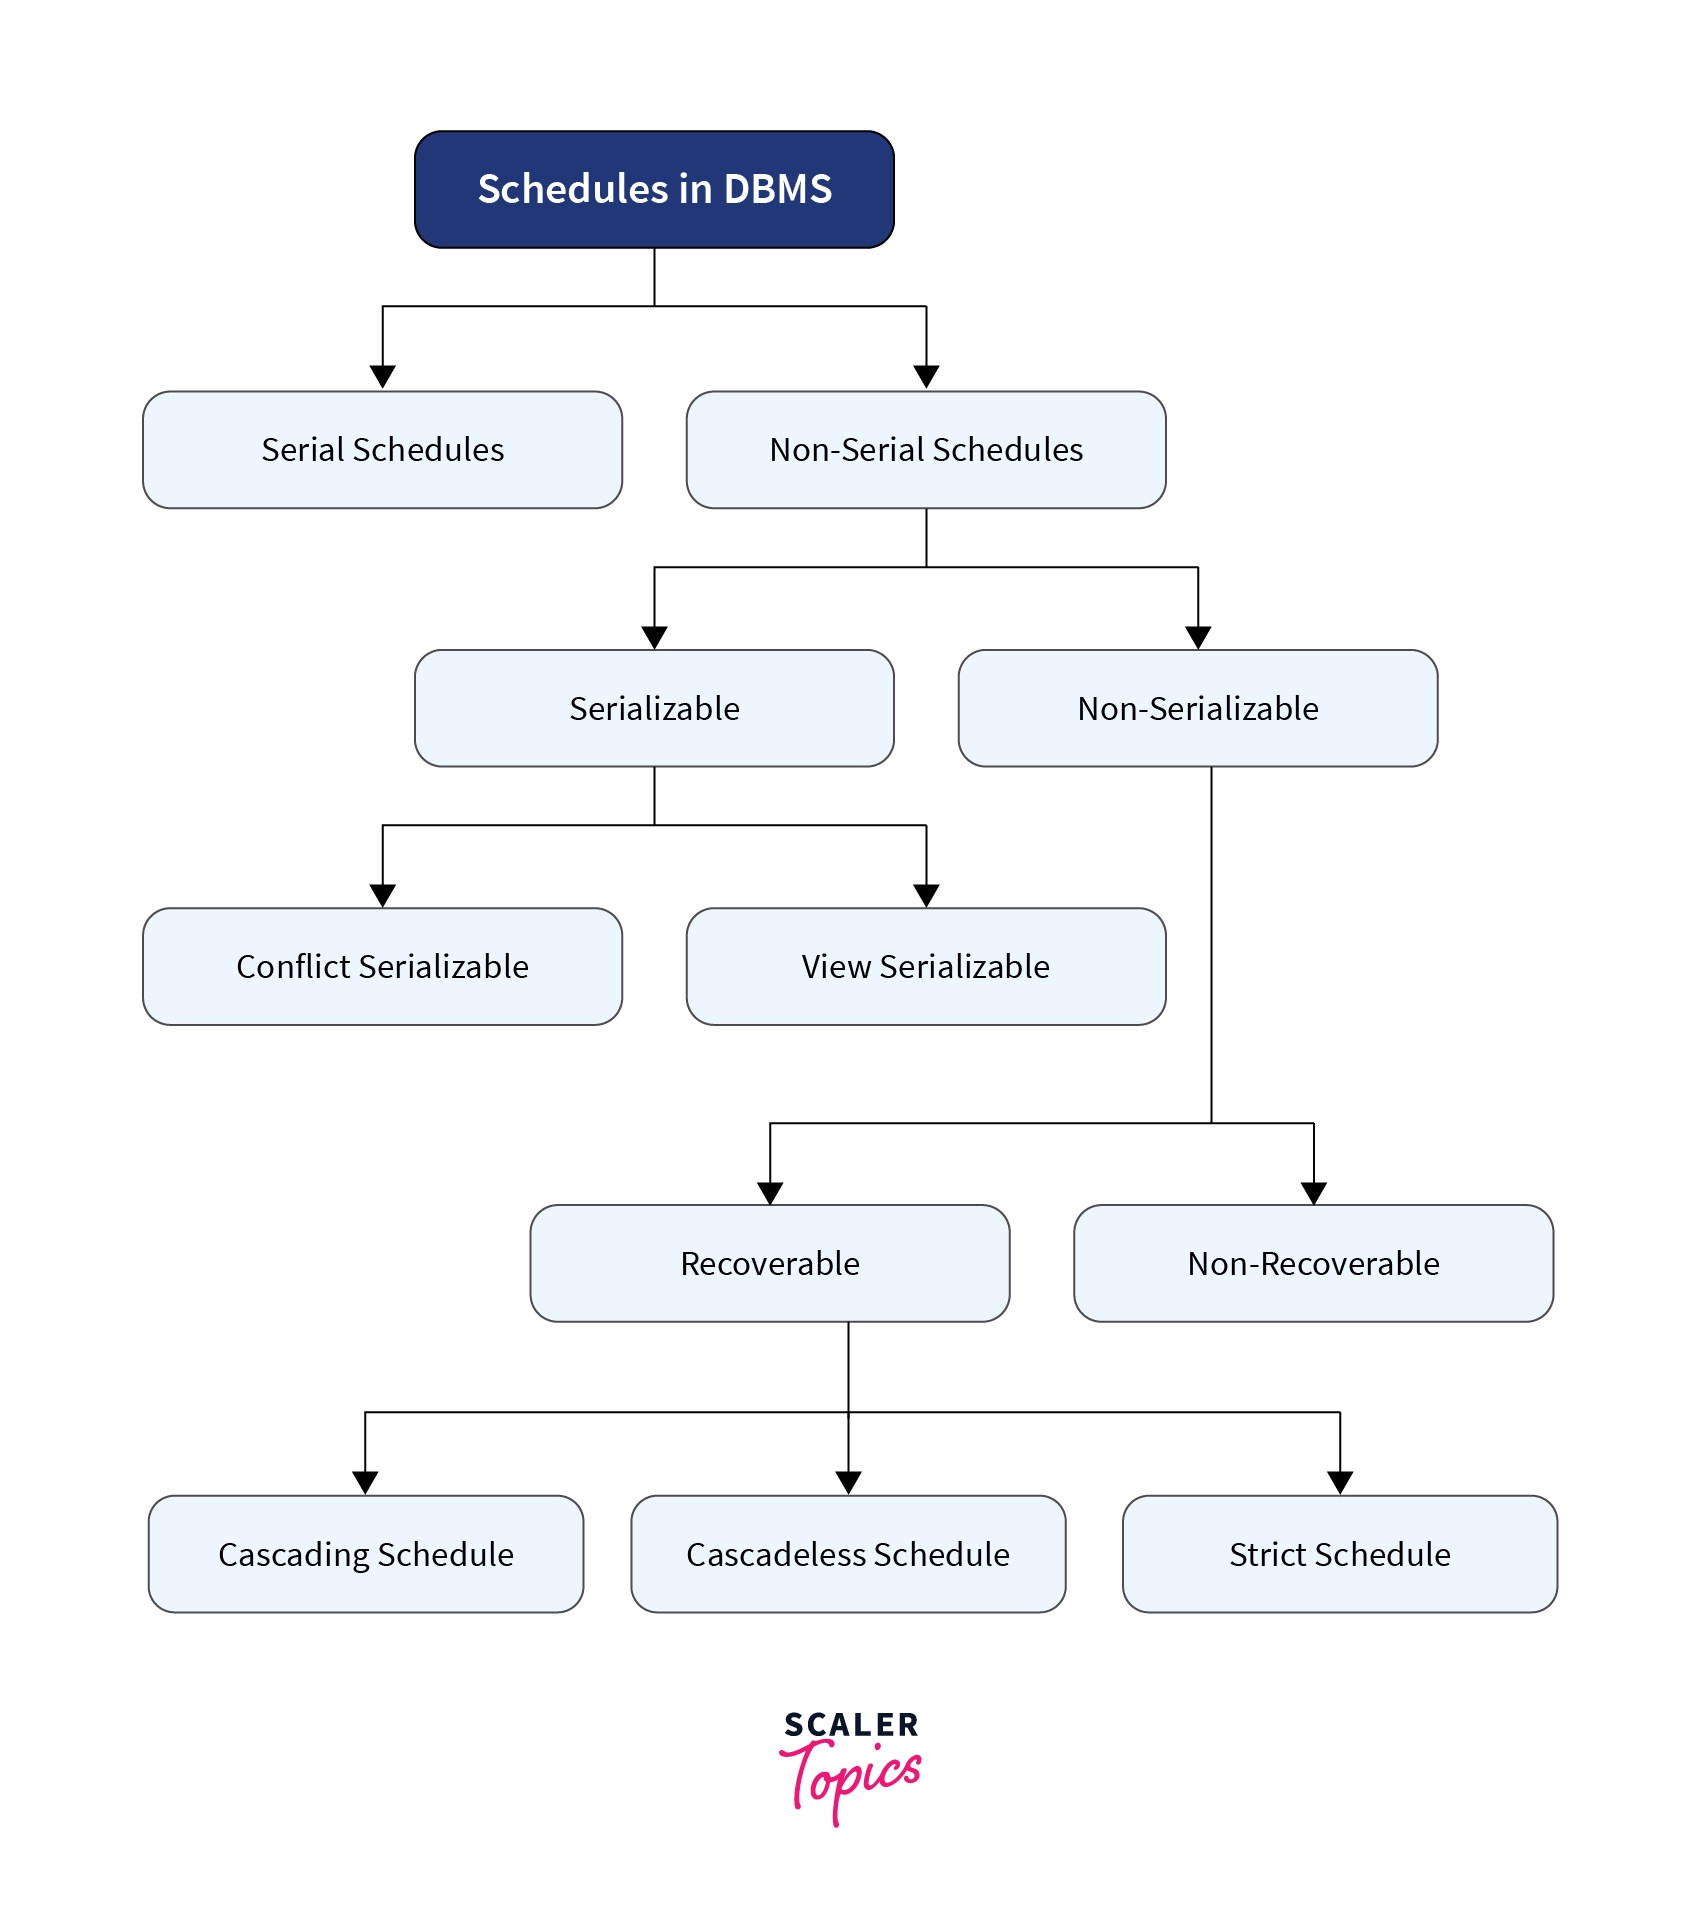 Schedules in DBMS
Serial Schedules
Non-Serial Schedules
Serializable
Non-Serializable
Conflict Serializable
View Serializable
Recoverable
Non-Recoverable
Cascading Schedule
Cascadeless Schedule
Strict Schedule
SCALER
Topics